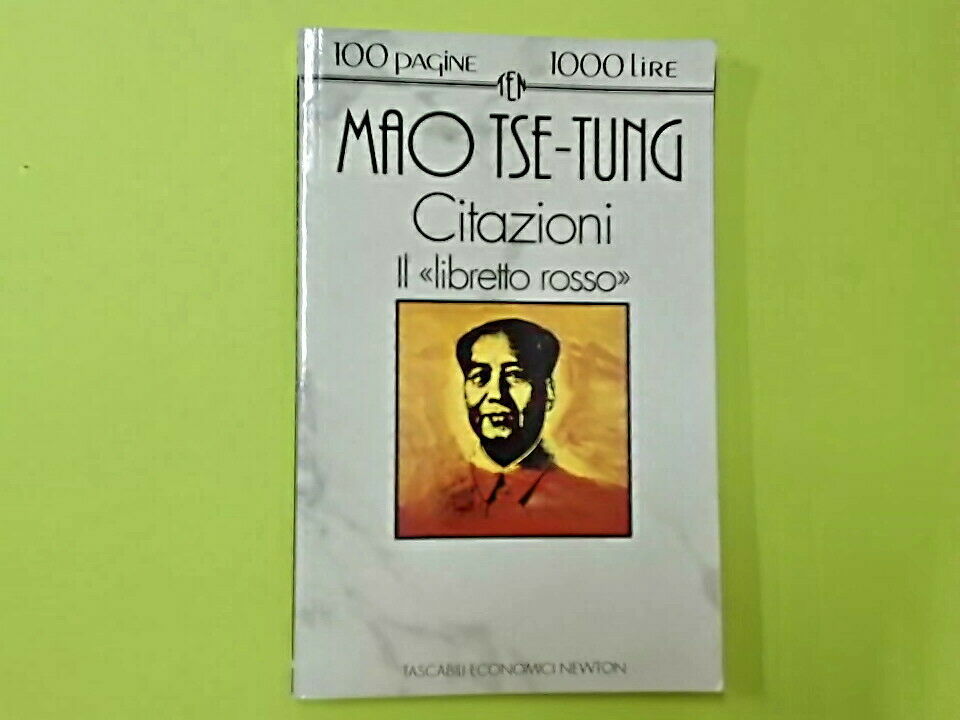 100 pagine 1000 lire
TEN
MAO TSE-TUNG
Citazioni
Il «libretto rosso»
TASCABILI ECONOMICI NEWTON